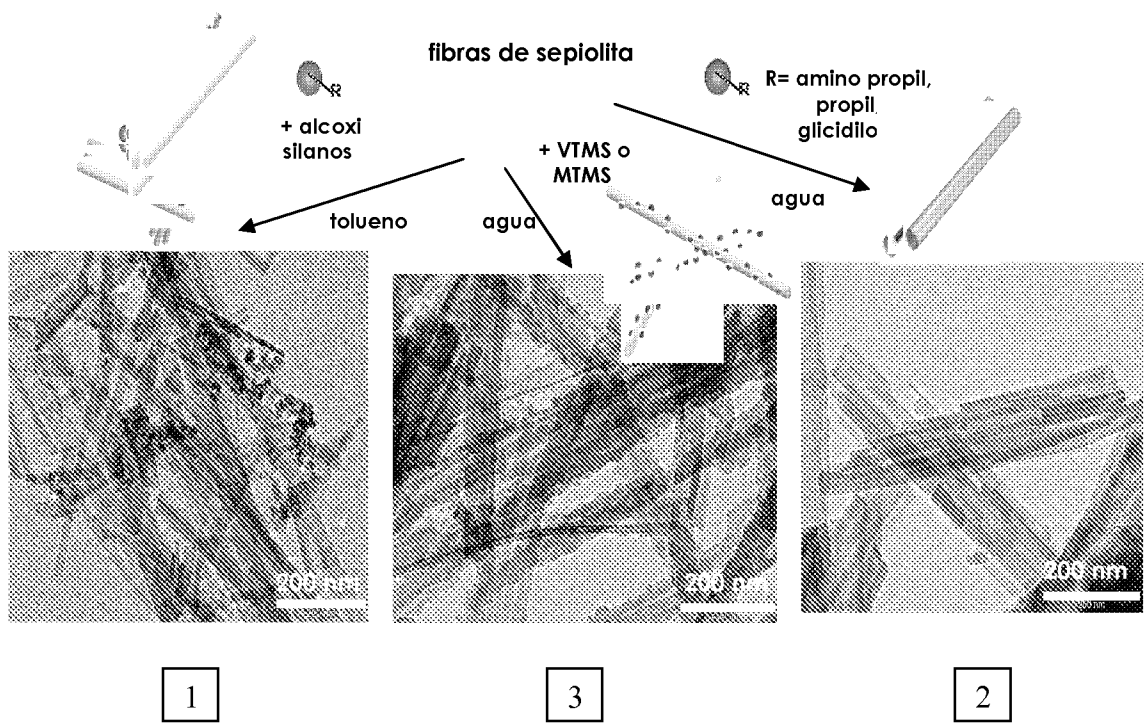 fibras de sepiolita
R
+ alcoxi
silanos
R
R= amino propil,
propil
glicidilo
+ VTMS o
MTMS
tolueno
agua
agua
200 nm
200 nm
200 nm
1
3
2